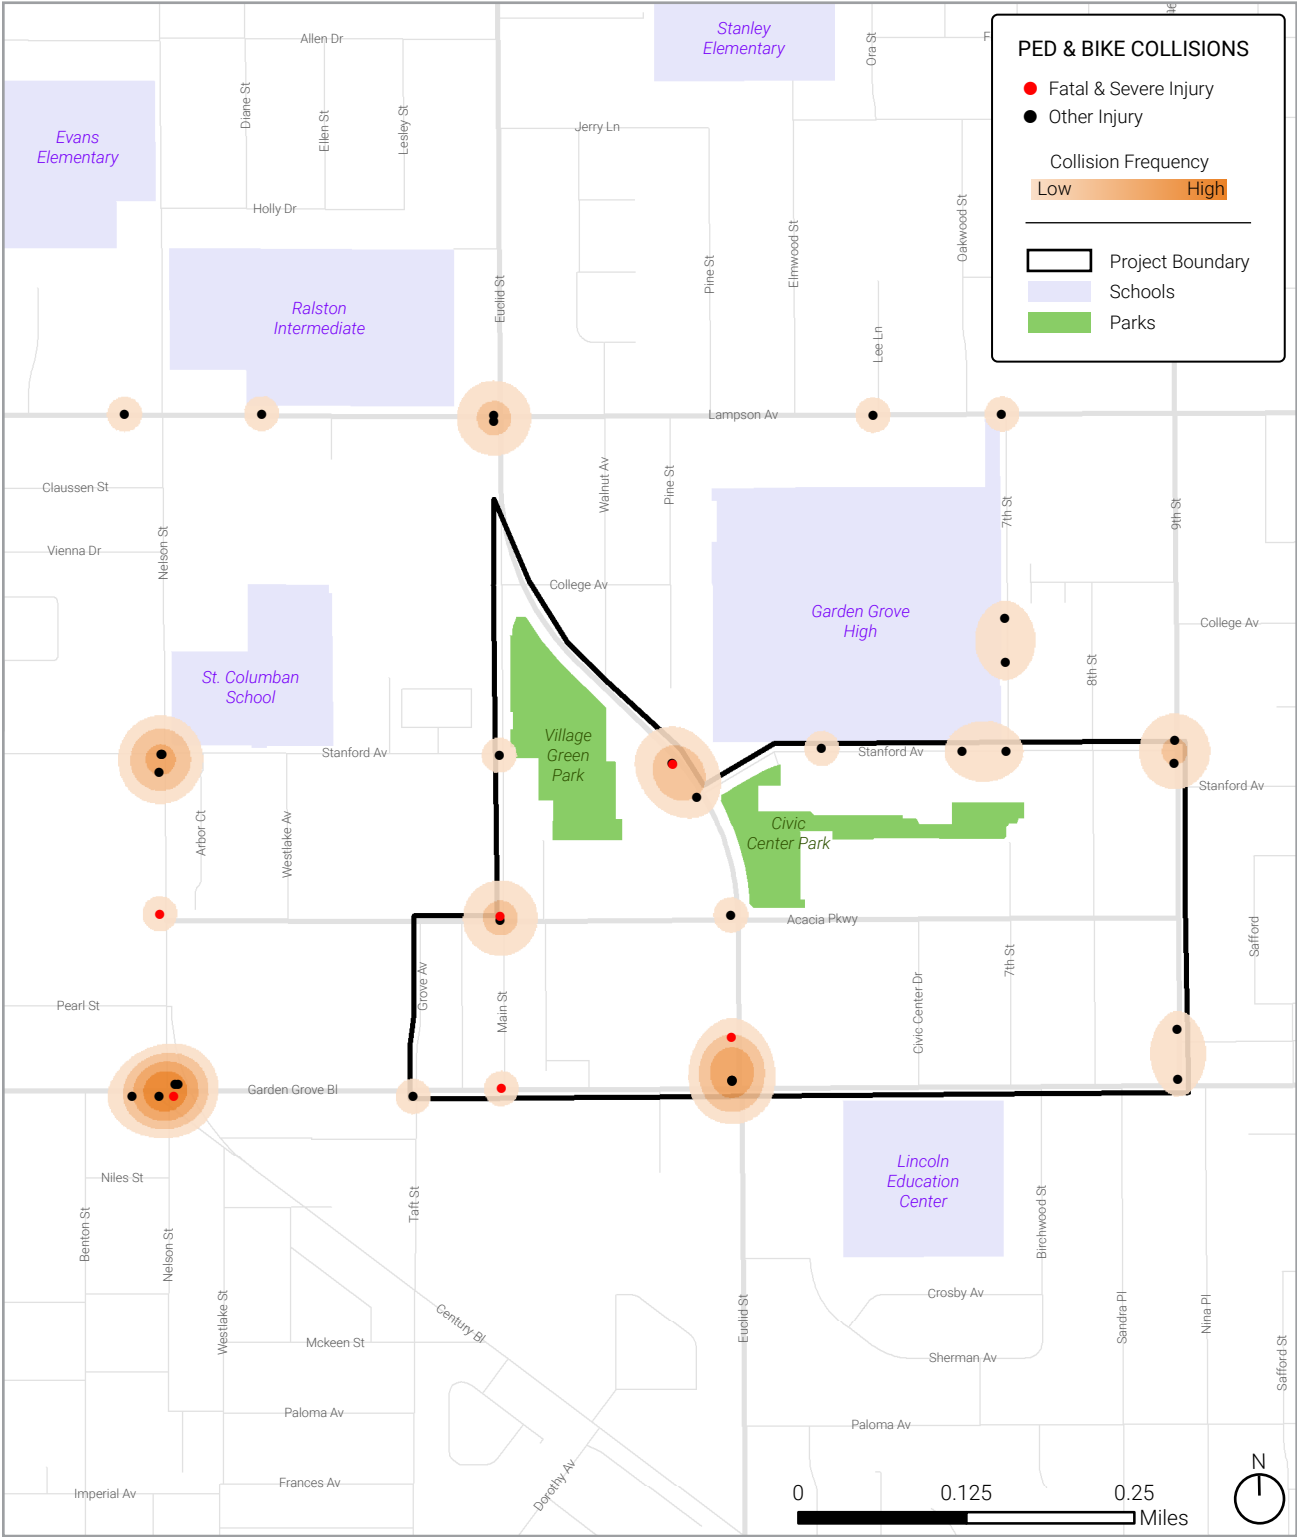 Allen Dr
Stanley
Elementary
Ora St
PED & BIKE COLLISIONS
Fatal & Severe Injury
Other Injury
Collision Frequency
Low High
Project Boundary
Schools
Parks
Diane St
Ellen St
Lesley St
Evans
Elementary
Jerry Ln
Holly Dr
Oakwood St
Elmwood St
Pine St
Euclid St
Ralston
Intermediate
Lee Ln
Lampson Av
Claussen St
Walnut Av
Pine St
7th St
9th St
Vienna Dr
Nelson St
College Av
Garden Grove
High
College Av
St. Columban
School
8th St
Stanford Av
Village
Green
Park
Stanford Av
Stanford Av
Arbor Ct
Westlake Av
Civic
Center Park
Acacia Pkwy
Safford
Grove Av
Main St
Civic Center Dr
7th St
Pearl St
Garden Grove Bl
Niles St
Lincoln
Education
Center
Benton St
Nelson St
Taft St
Birchwood St
Westlake St
Century Bl
Euclid St
Crosby Av
Sandra Pl
Nina Pl
Mckeen St
Sherman Av
Safford St
Paloma Av
Paloma Av
Frances Av
Imperial Av
Dorothy Av
N
0 0.125 0.25
Miles